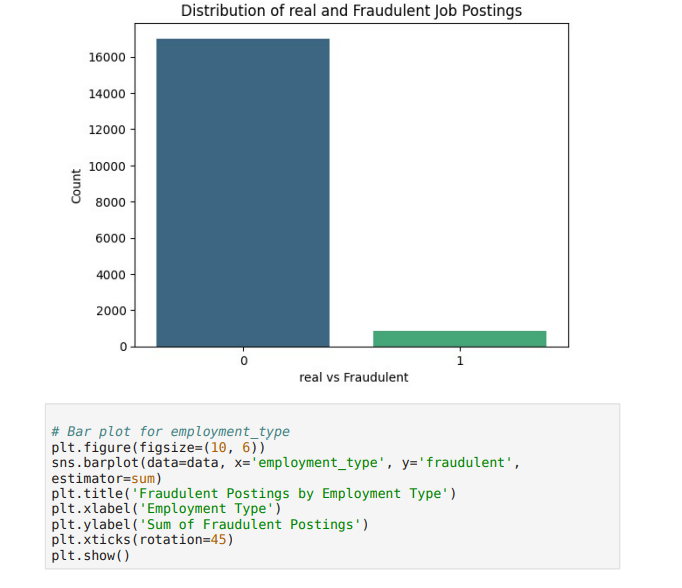 Distribution of real and Fraudulent Job Postings
16000
14000
12000
10000
8000
6000
4000
2000
0
Count
0
1
real vs Fraudulent
# Bar plot for employment_type
plt.figure(figsize=(10, 6))
sns.barplot(data=data, x='employment_type', y='fraudulent',
estimator=sum)
plt.title('Fraudulent Postings by Employment Type')
plt.xlabel('Employment Type')
plt.ylabel('Sum of Fraudulent Postings')
plt.xticks(rotation=45)
plt.show()